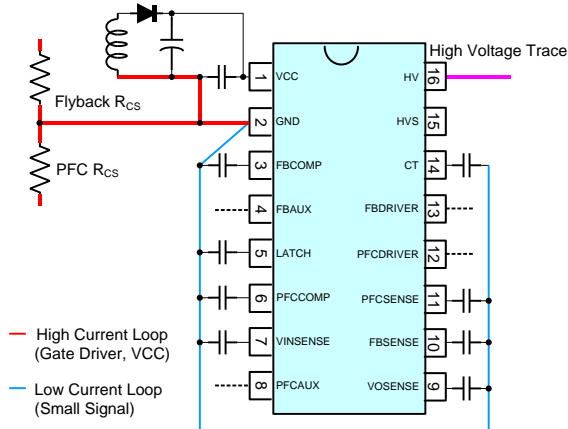 High Voltage Trace
1 VCC HV 16
Flyback RCS
2 GND HVS 15
PFC RCS
3 FBCOMP CT 14
4 FBAUX FBDRIVER 13
5 LATCH PFCDRIVER 12
6 PFCCOMP PFCSENSE 11
High Current Loop
(Gate Driver, VCC)
7 VINSENSE FBSENSE 10
Low Current Loop
(Small Signal)
8 PFCAUX VOSENSE 9